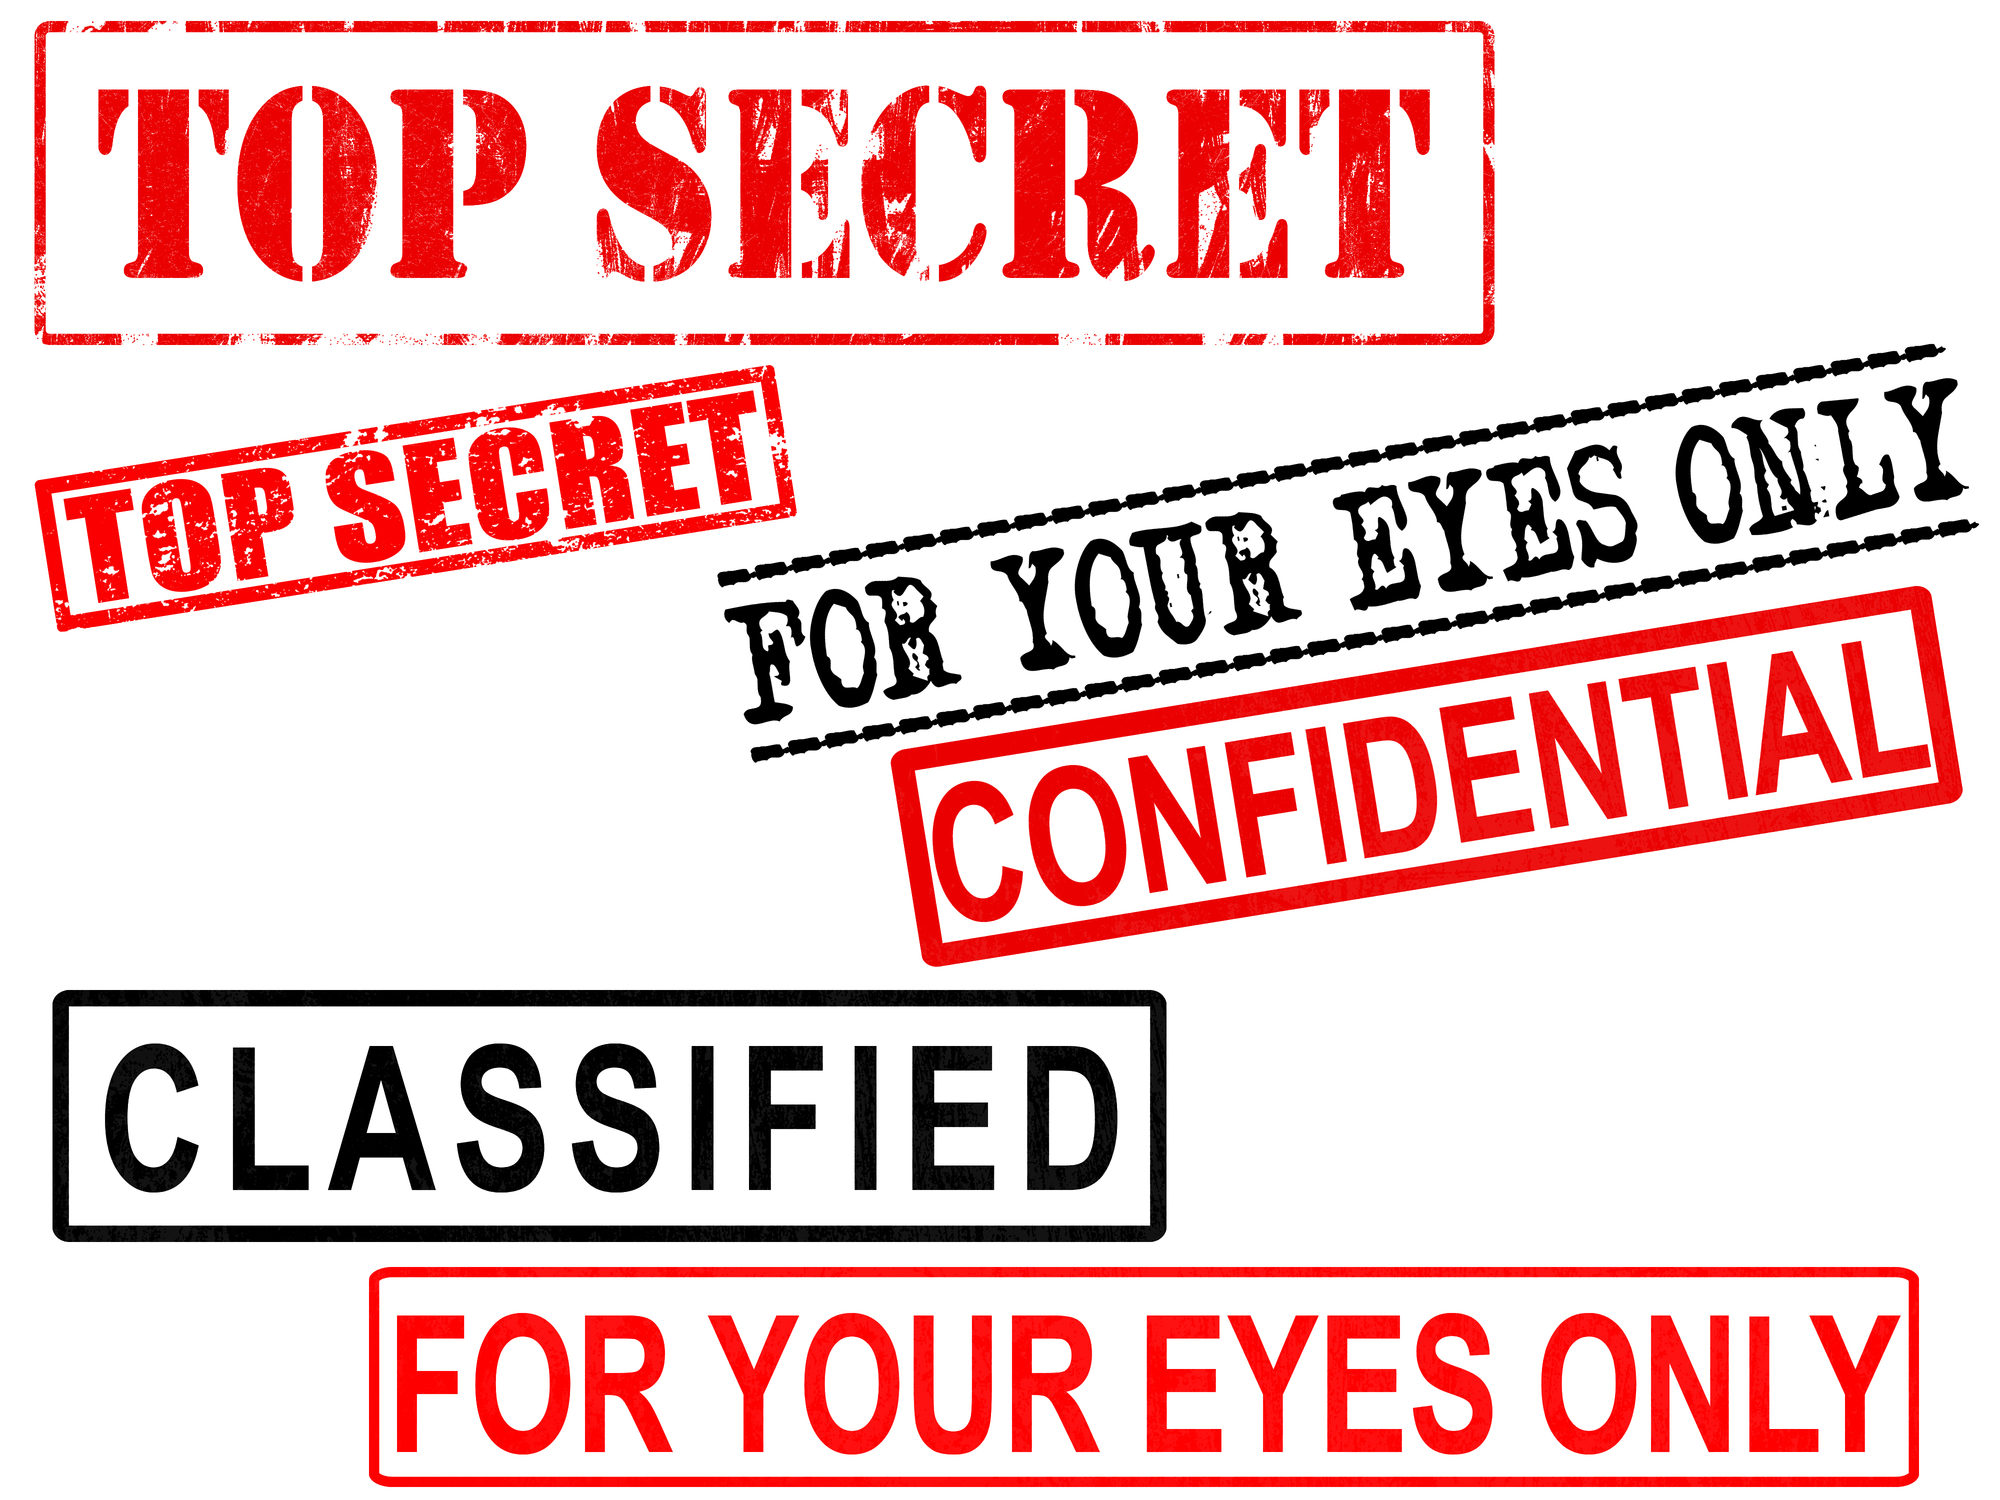 TOP SECRET
TOP SECRET
FOR YOUR EYES ONLY
CONFIDENTIAL
CLASSIFIED
FOR YOUR EYES ONLY